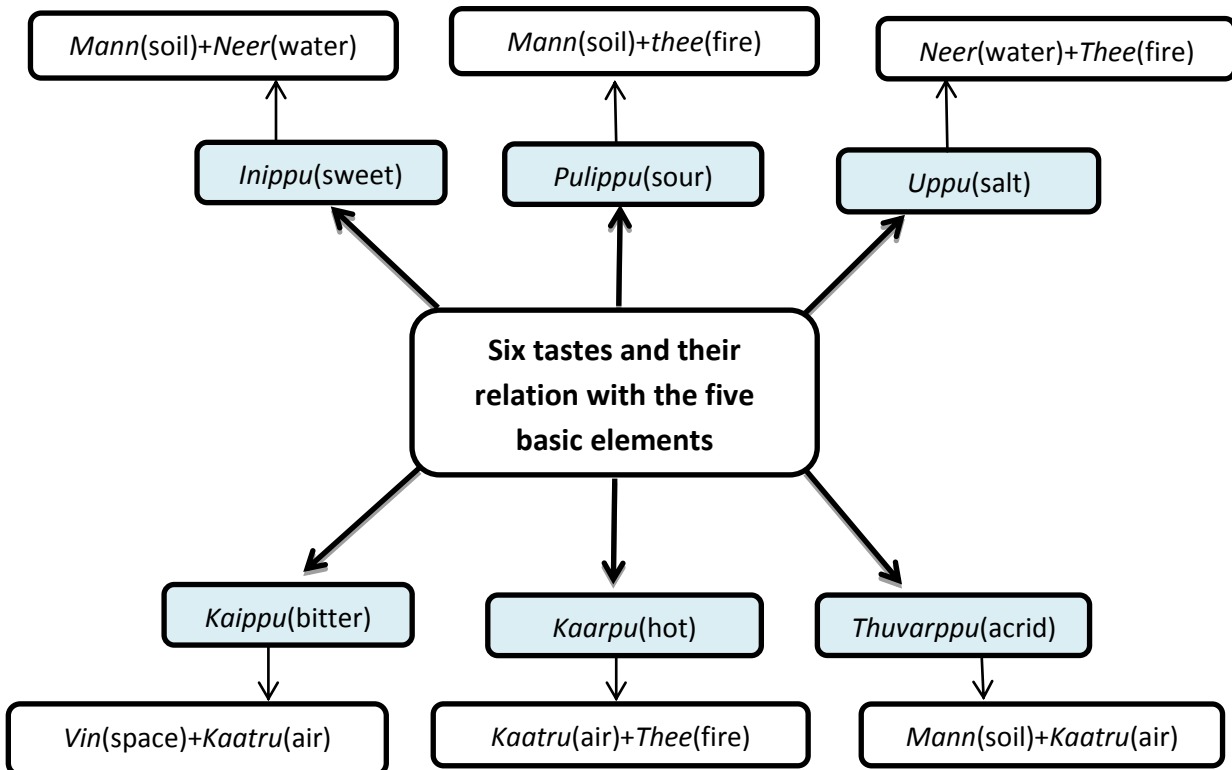 Mann(soil)+Neer(water)
Mann(soil)+thee(fire)
Neer(water)+Thee(fire)
Inippu(sweet)
Pulippu(sour)
Uppu(salt)
Six tastes and their
relation with the five
basic elements
Kaippu(bitter)
Kaarpu(hot)
Thuvarppu(acrid)
Vin(space)+Kaatru(air)
Kaatru(air)+Thee(fire)
Mann(soil)+Kaatru(air)